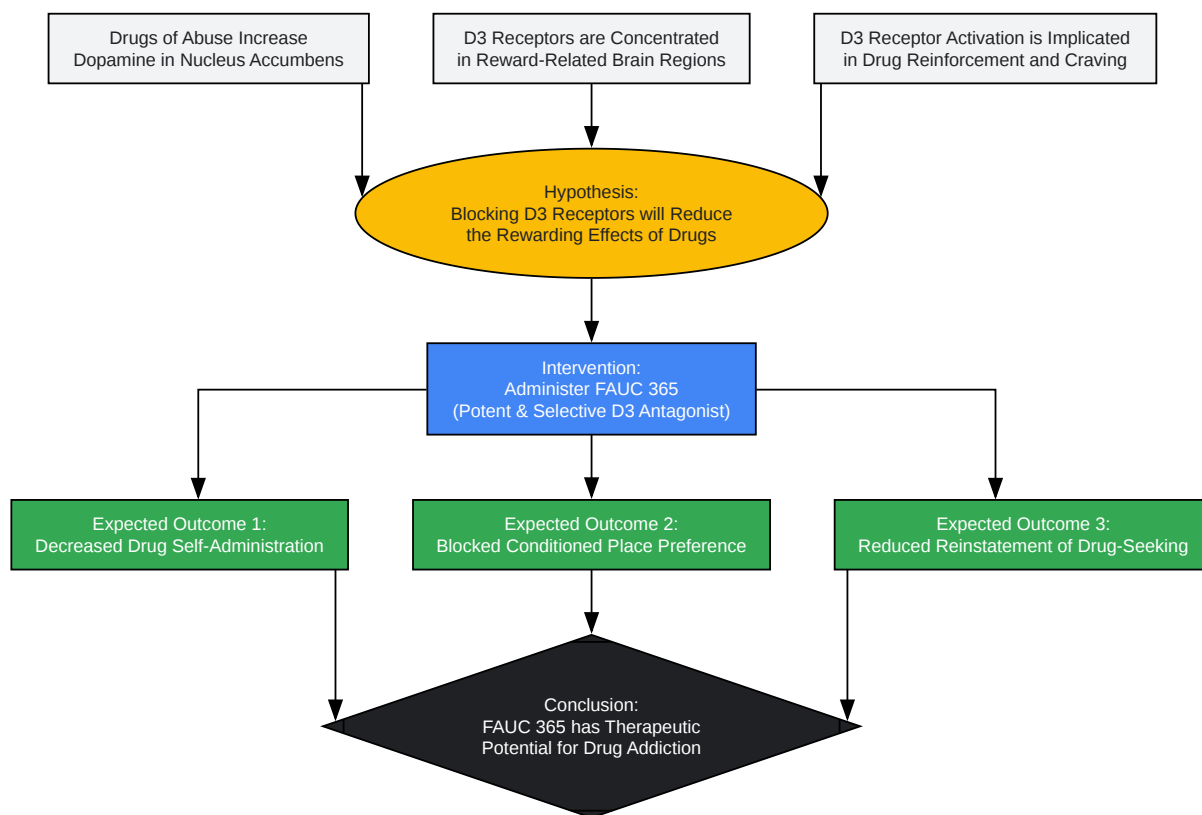 Drugs of Abuse Increase
Dopamine in Nucleus Accumbens
D3 Receptors are Concentrated
in Reward-Related Brain Regions
D3 Receptor Activation is Implicated
in Drug Reinforcement and Craving
Hypothesis:
Blocking D3 Receptors will Reduce
the Rewarding Effects of Drugs
Intervention:
Administer FAUC 365
(Potent & Selective D3 Antagonist)
Expected Outcome 1:
Decreased Drug Self-Administration
Expected Outcome 2:
Blocked Conditioned Place Preference
Expected Outcome 3:
Reduced Reinstatement of Drug-Seeking
Conclusion:
FAUC 365 has Therapeutic
Potential for Drug Addiction